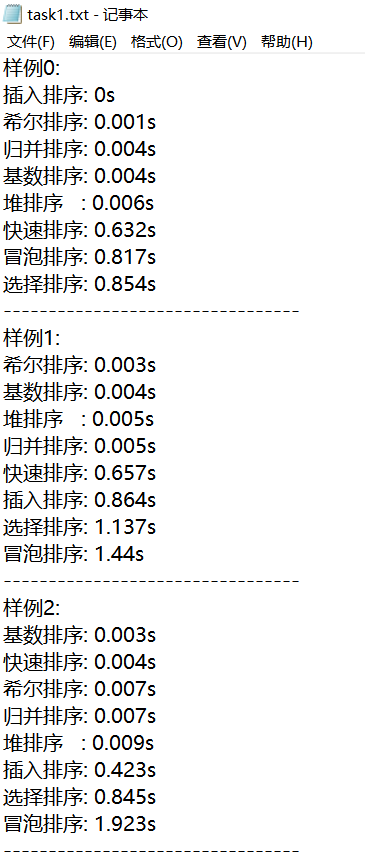 task1.txt - 记事本
文件(F) 编辑(E) 格式(O) 查看(V) 帮助(H)
样例0:
插入排序: 0s
希尔排序: 0.001s
归并排序: 0.004s
基数排序: 0.004s
堆排序   : 0.006s
快速排序: 0.632s
冒泡排序: 0.817s
选择排序: 0.854s
---------------------------------
样例1:
希尔排序: 0.003s
基数排序: 0.004s
堆排序   : 0.005s
归并排序: 0.005s
快速排序: 0.657s
插入排序: 0.864s
选择排序: 1.137s
冒泡排序: 1.44s
---------------------------------
样例2:
基数排序: 0.003s
快速排序: 0.004s
希尔排序: 0.007s
归并排序: 0.007s
堆排序   : 0.009s
插入排序: 0.423s
选择排序: 0.845s
冒泡排序: 1.923s
---------------------------------